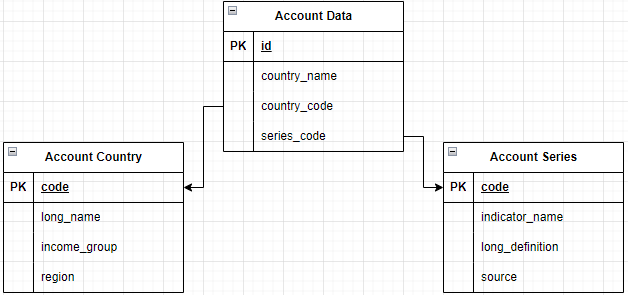 Account Data
PK id
country_name
country_code
series_code
Account Country
PK code
long_name
income_group
region
Account Series
PK code
indicator_name
long_definition
source